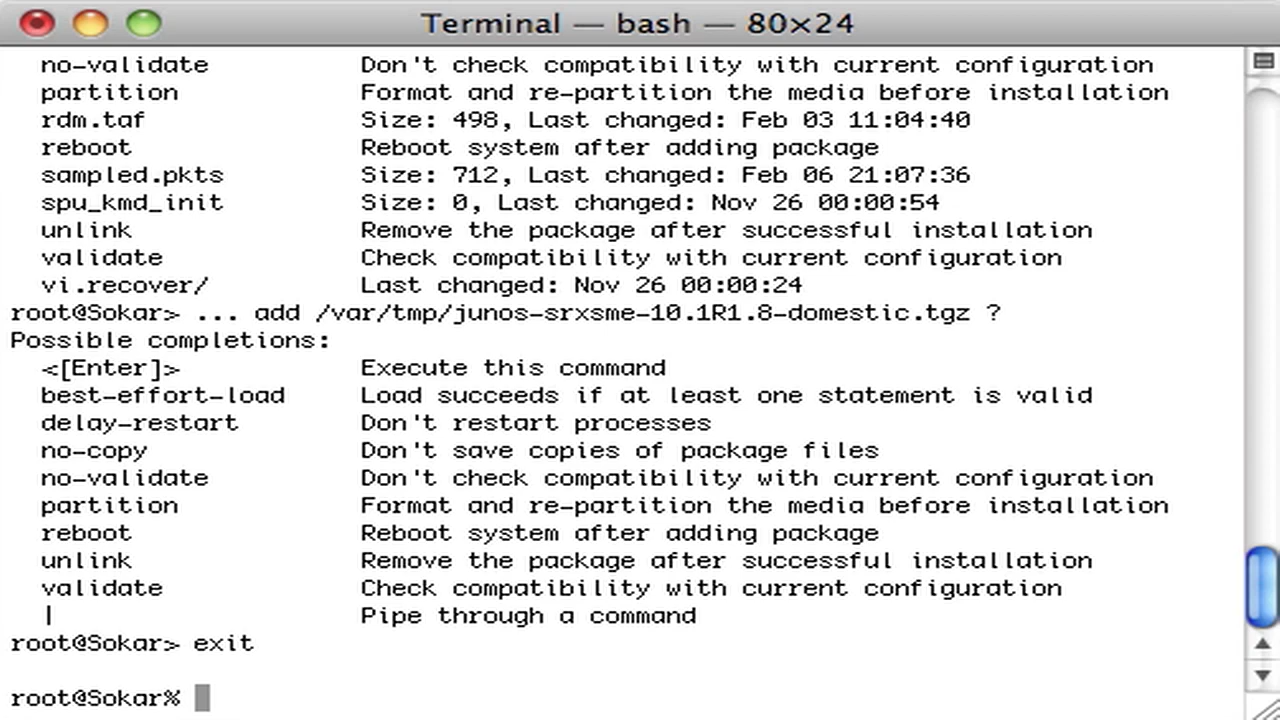 Terminal — bash — 80×24
no-validate Don't check compatibility with current configuration
partition Format and re-partition the media before installation
rdm.taf Size: 498, Last changed: Feb 03 11:04:40
reboot Reboot system after adding package
sampled.pkts Size: 712, Last changed: Feb 06 21:07:36
spu_kmd_init Size: 0, Last changed: Nov 26 00:00:54
unlink Remove the package after successful installation
validate Check compatibility with current configuration
vi.recover/ Last changed: Nov 26 00:00:24
root@Sokar> ... add /var/tmp/junos-srxsme-10.1R1.8-domestic.tgz ?
Possible completions:
<[Enter]> Execute this command
best-effort-load Load succeeds if at least one statement is valid
delay-restart Don't restart processes
no-copy Don't save copies of package files
no-validate Don't check compatibility with current configuration
partition Format and re-partition the media before installation
reboot Reboot system after adding package
unlink Remove the package after successful installation
validate Check compatibility with current configuration
| Pipe through a command
root@Sokar> exit
root@Sokar%